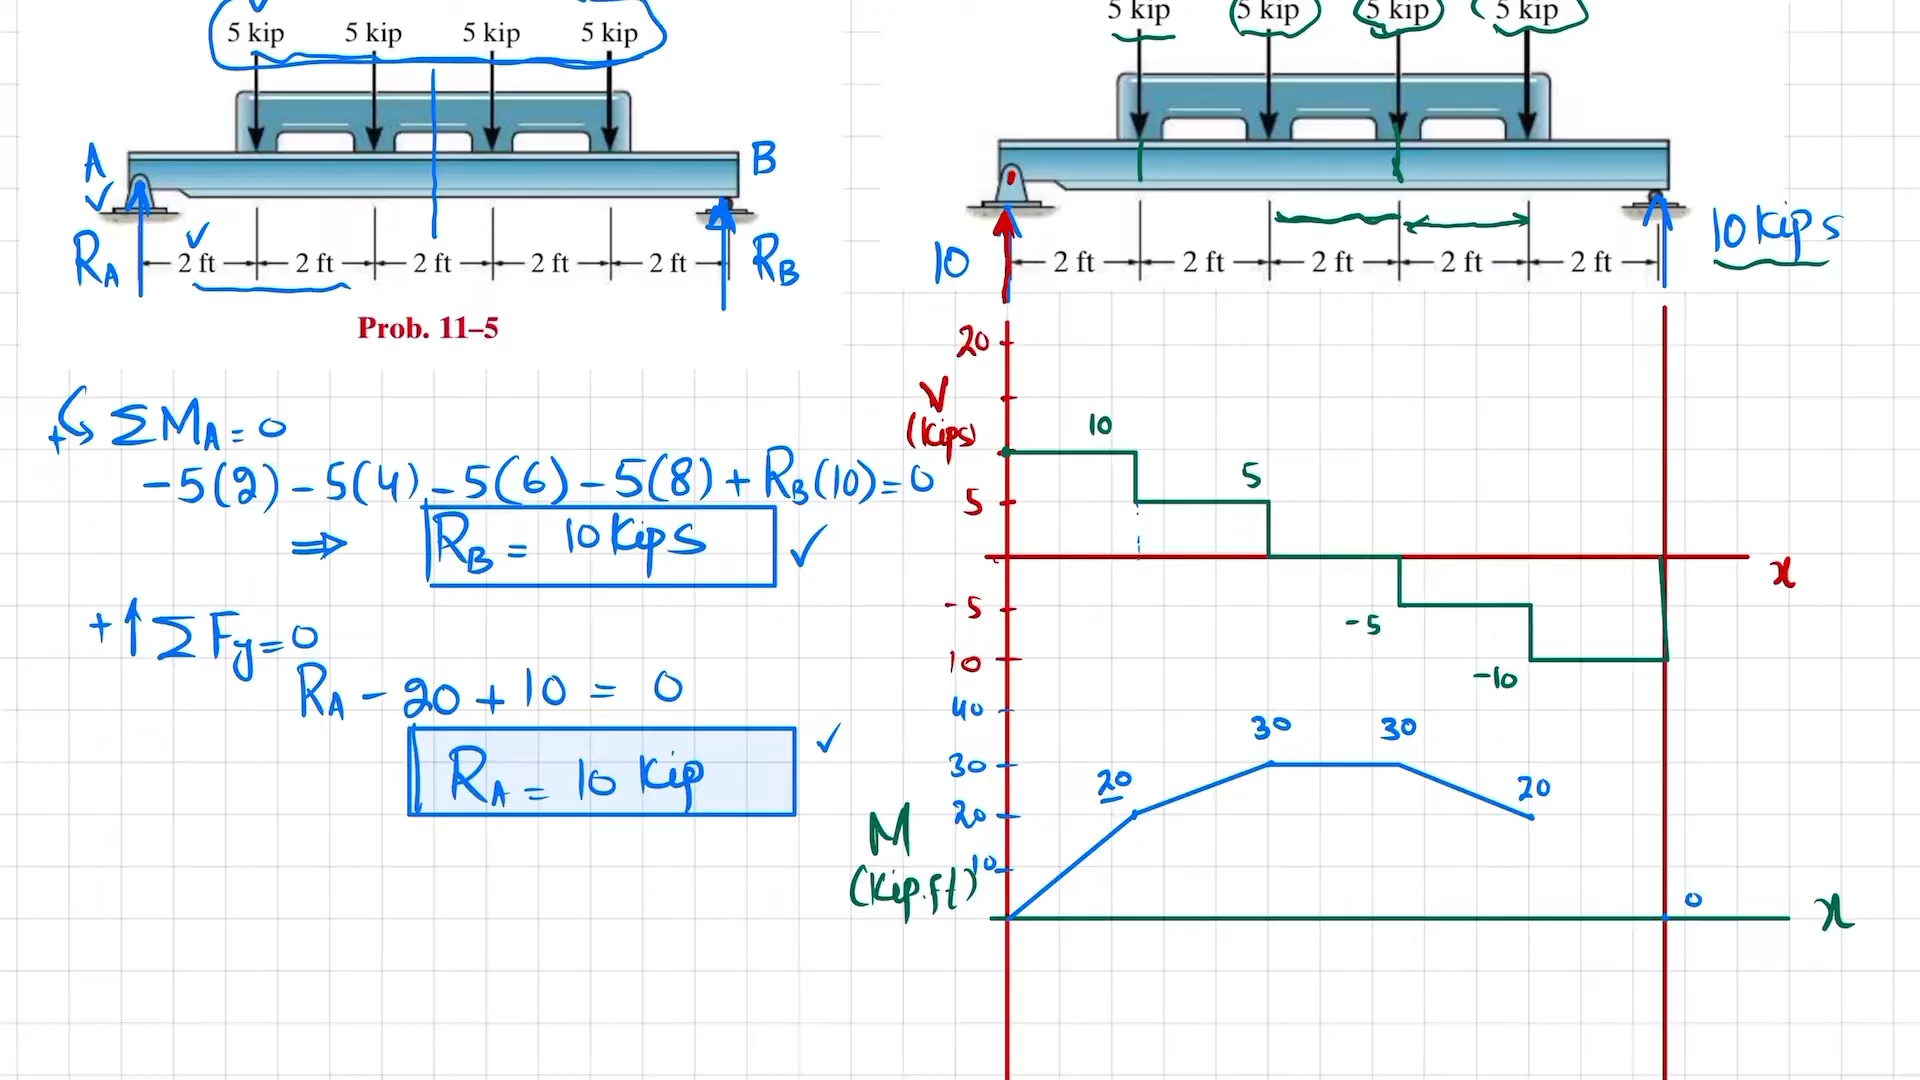 5 kip 5 kip 5 kip 5 kip
A
B
R_A
2 ft 2 ft 2 ft 2 ft 2 ft
R_B
Prob. 11–5
+ ΣM_A = 0
-5(2) - 5(4) - 5(6) - 5(8) + R_B(10) = 0
⇒ R_B = 10 Kips ✓
+↑ ΣFy = 0
R_A - 20 + 10 = 0
R_A = 10 Kip ✓
5 kip 5 kip 5 kip 5 kip
10
2 ft 2 ft 2 ft 2 ft 2 ft
10 Kips
20
V
(Kips)
10
5
5
x
-5
-5
10
-10
40
30 30
30
20
20
20
M
10
(Kip.ft)
0
x